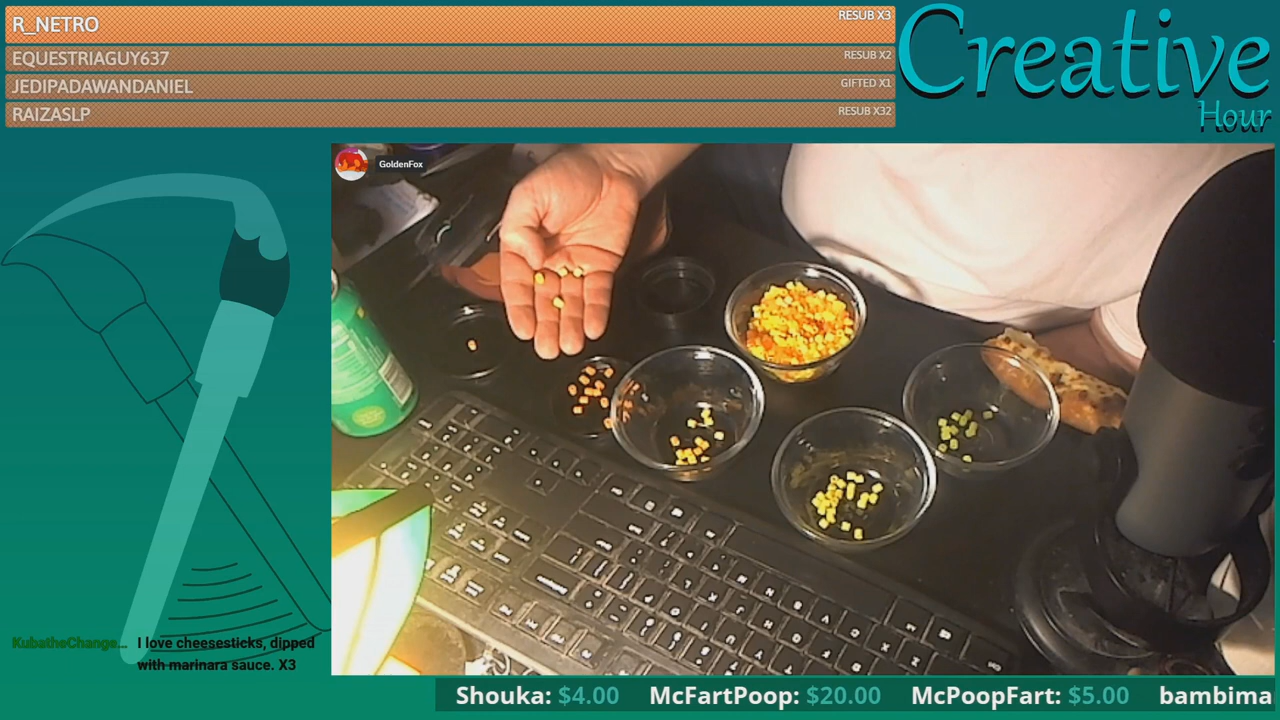 R_NETRO
RESUB X3
EQUESTRIAGUY637
RESUB X2
JEDIPADAWANDANIEL
GIFTED X1
RAIZASLP
RESUB X32
Creative
Hour
GoldenFox
KubatheChange... I love cheesesticks, dipped
with marinara sauce. X3
Shouka: $4.00 McFartPoop: $20.00 McPoopFart: $5.00 bambima